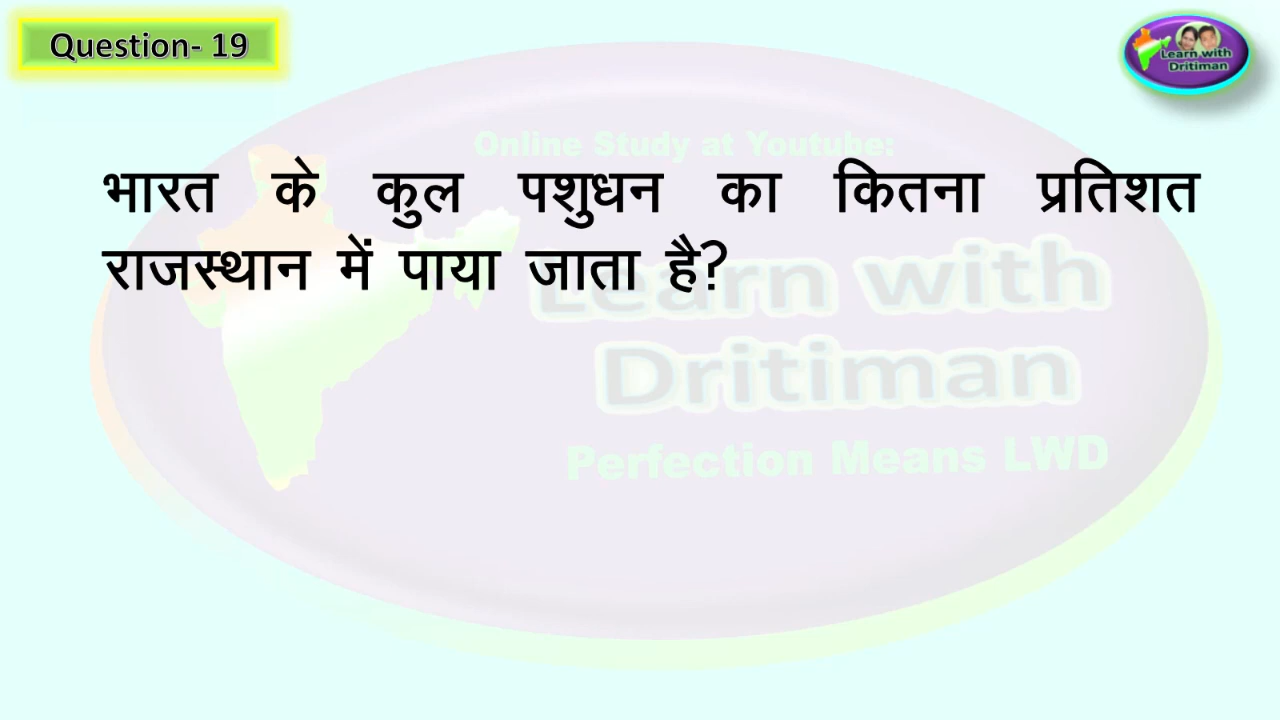 Question- 19
Learn with
Dritiman
Online Study at Youtube:
भारत के कुल पशुधन का कितना प्रतिशत
राजस्थान में पाया जाता है?
Learn with
Dritiman
Perfection Means LWD